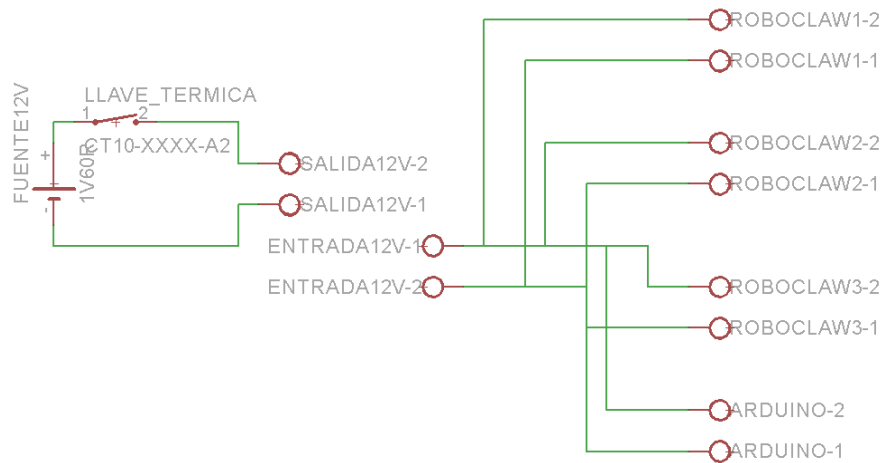 ROBOCLAW1-2
ROBOCLAW1-1
LLAVE_TERMICA
1 2
CT10-XXXX-A2
FUENTE12V
+
-
1V60R
SALIDA12V-2
SALIDA12V-1
ROBOCLAW2-2
ROBOCLAW2-1
ENTRADA12V-1
ENTRADA12V-2
ROBOCLAW3-2
ROBOCLAW3-1
ARDUINO-2
ARDUINO-1